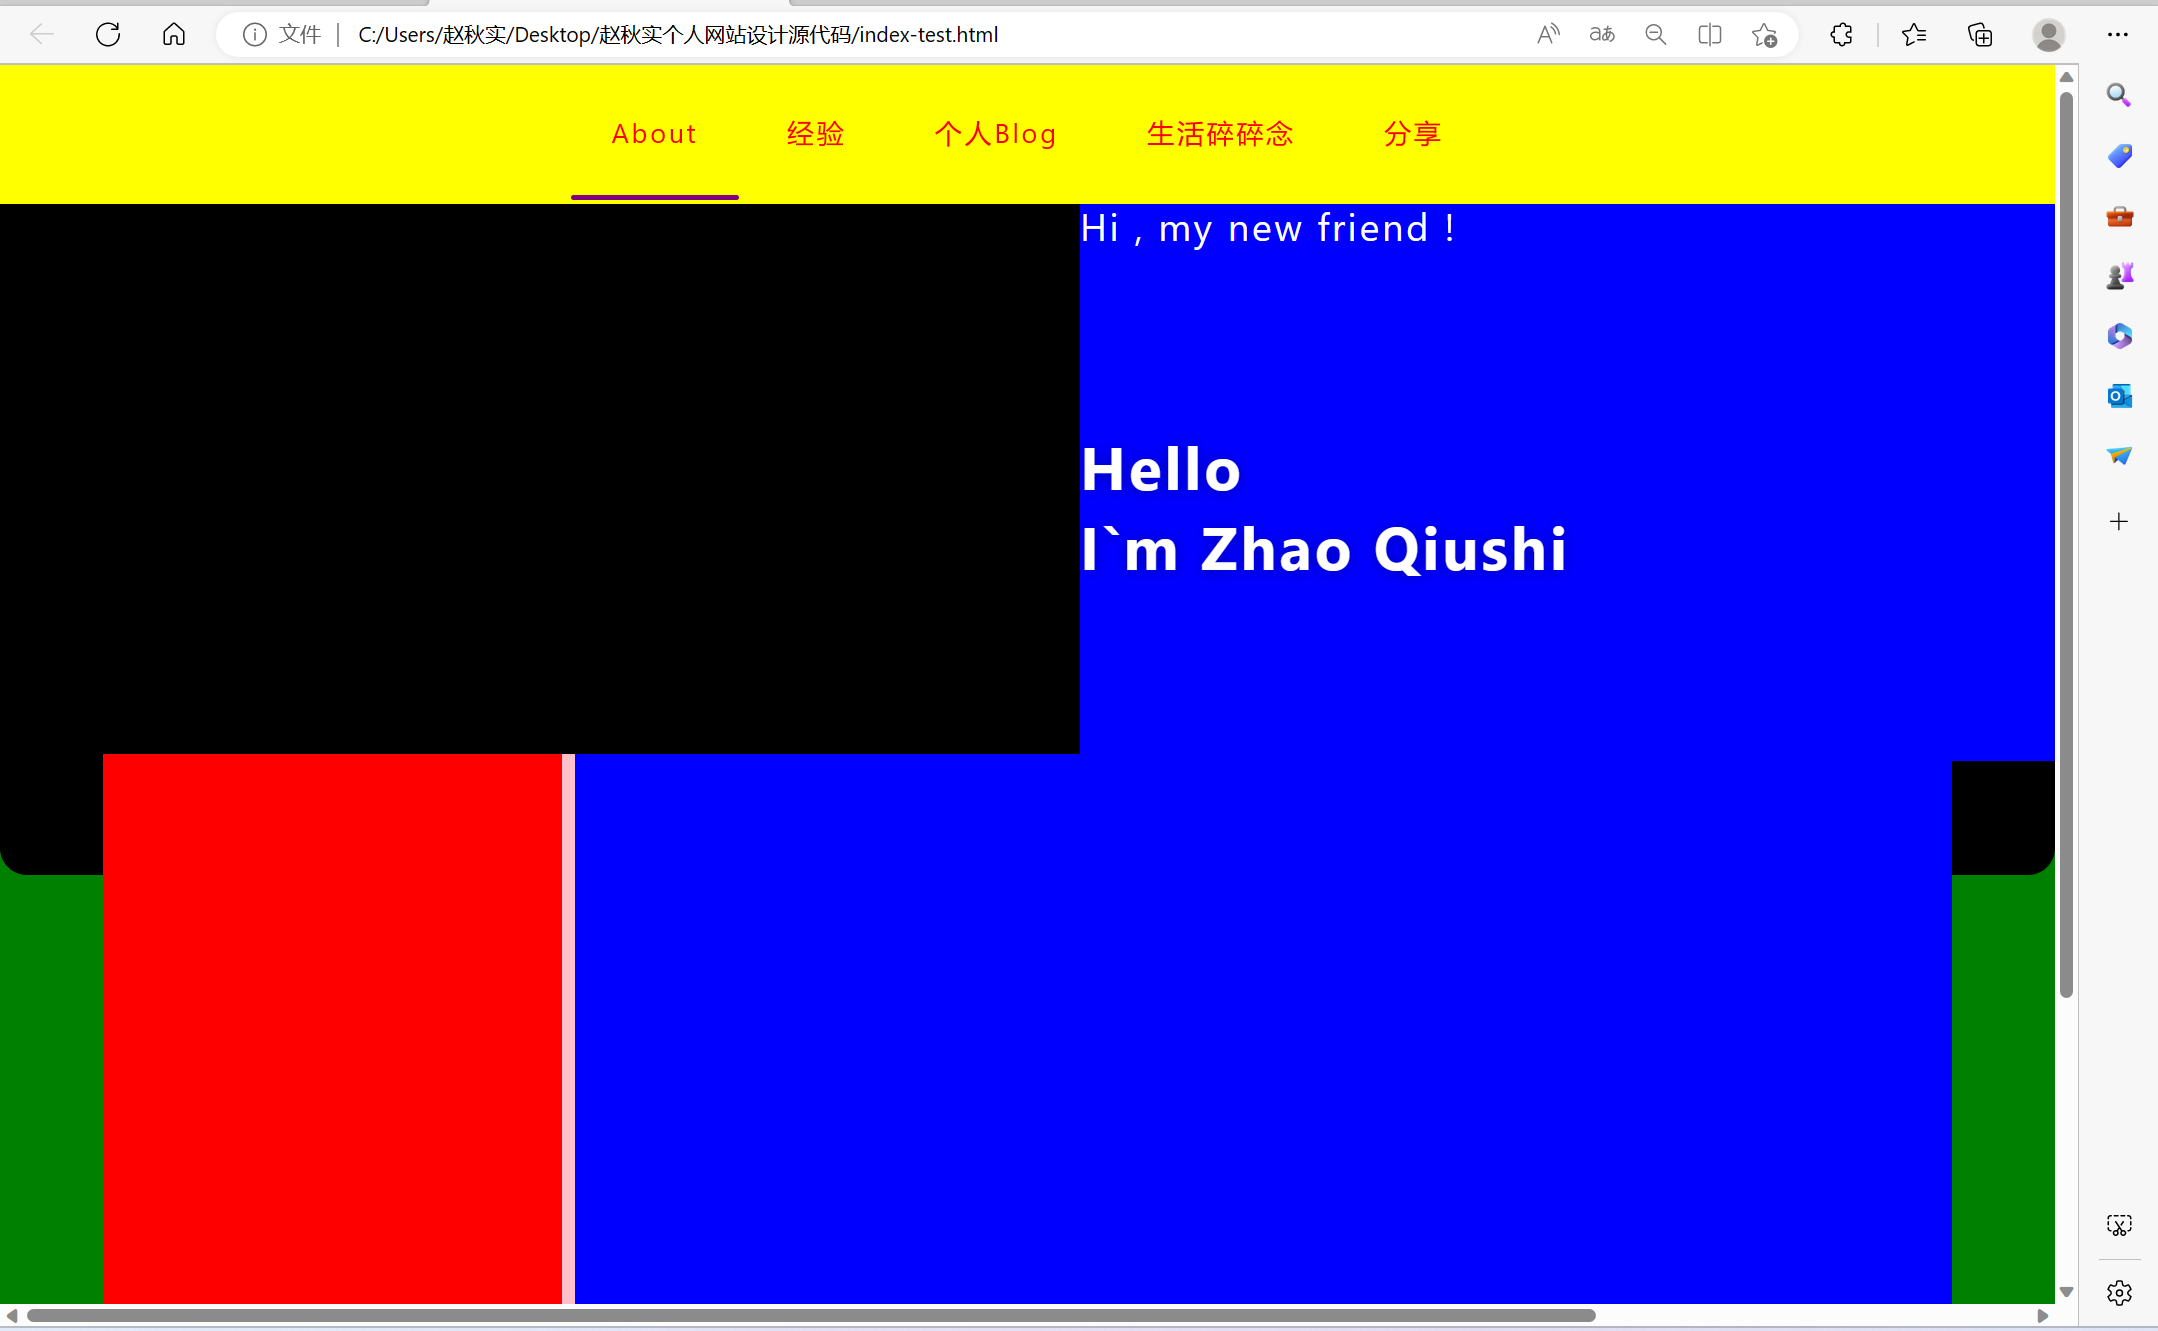 文件 C:/Users/赵秋实/Desktop/赵秋实个人网站设计源代码/index-test.html
About 经验 个人Blog 生活碎碎念 分享
Hi , my new friend !
Hello
I`m Zhao Qiushi